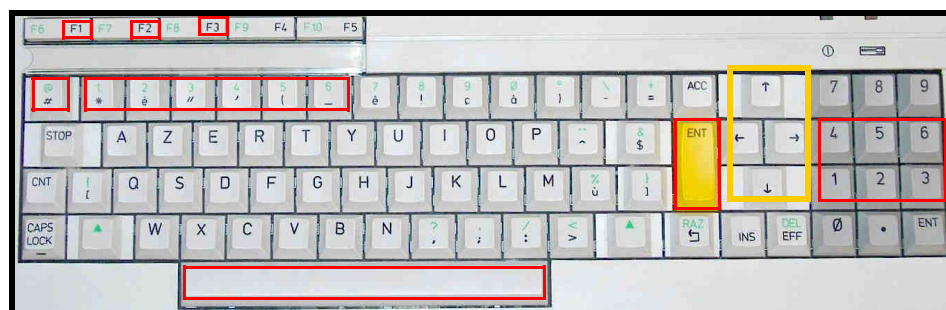 F6 F1 F7 F2 F8 F3 F9 F4 F10 F5
@ 1 2 3 4 5 6 7 8 9 Ø ° \ + ACC ↑ 7 8 9
# * é " ' ( _ è ! ç à ) - =
STOP A Z E R T Y U I O P ¨ & ENT ← → 4 5 6
^ $
CNT { Q S D F G H J K L M % } ↓ 1 2 3
[ ù ]
CAPS ▲ W X C V B N ? . / < ▲ RAZ INS DEL Ø . ENT
LOCK , ; : > EFF